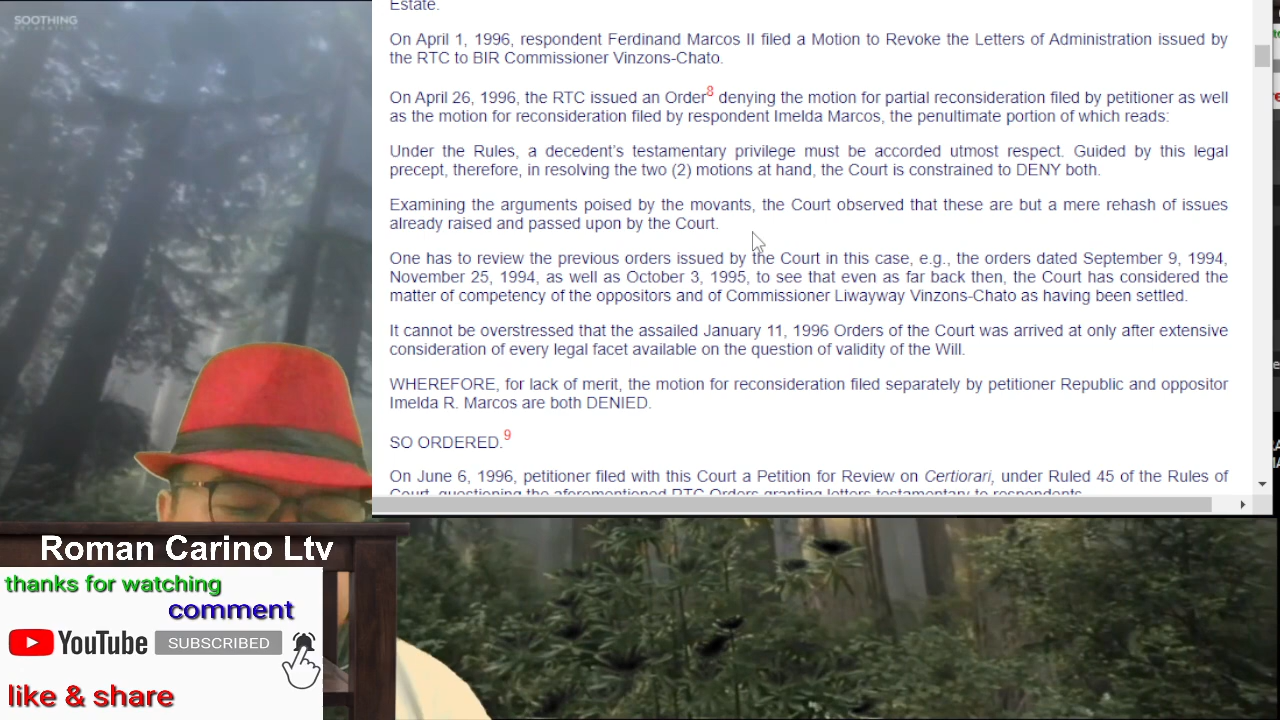 SOOTHING
Estate.
On April 1, 1996, respondent Ferdinand Marcos II filed a Motion to Revoke the Letters of Administration issued by
the RTC to BIR Commissioner Vinzons-Chato.
On April 26, 1996, the RTC issued an Order8 denying the motion for partial reconsideration filed by petitioner as well
as the motion for reconsideration filed by respondent Imelda Marcos, the penultimate portion of which reads:
Under the Rules, a decedent's testamentary privilege must be accorded utmost respect. Guided by this legal
precept, therefore, in resolving the two (2) motions at hand, the Court is constrained to DENY both.
Examining the arguments poised by the movants, the Court observed that these are but a mere rehash of issues
already raised and passed upon by the Court.
One has to review the previous orders issued by the Court in this case, e.g., the orders dated September 9, 1994,
November 25, 1994, as well as October 3, 1995, to see that even as far back then, the Court has considered the
matter of competency of the oppositors and of Commissioner Liwayway Vinzons-Chato as having been settled.
It cannot be overstressed that the assailed January 11, 1996 Orders of the Court was arrived at only after extensive
consideration of every legal facet available on the question of validity of the Will.
WHEREFORE, for lack of merit, the motion for reconsideration filed separately by petitioner Republic and oppositor
Imelda R. Marcos are both DENIED.
SO ORDERED.9
On June 6, 1996, petitioner filed with this Court a Petition for Review on Certiorari, under Ruled 45 of the Rules of
Court, questioning the aforementioned RTC Orders granting letters testamentary to respondents.
Roman Carino Ltv
thanks for watching
comment
YouTube SUBSCRIBED
like & share